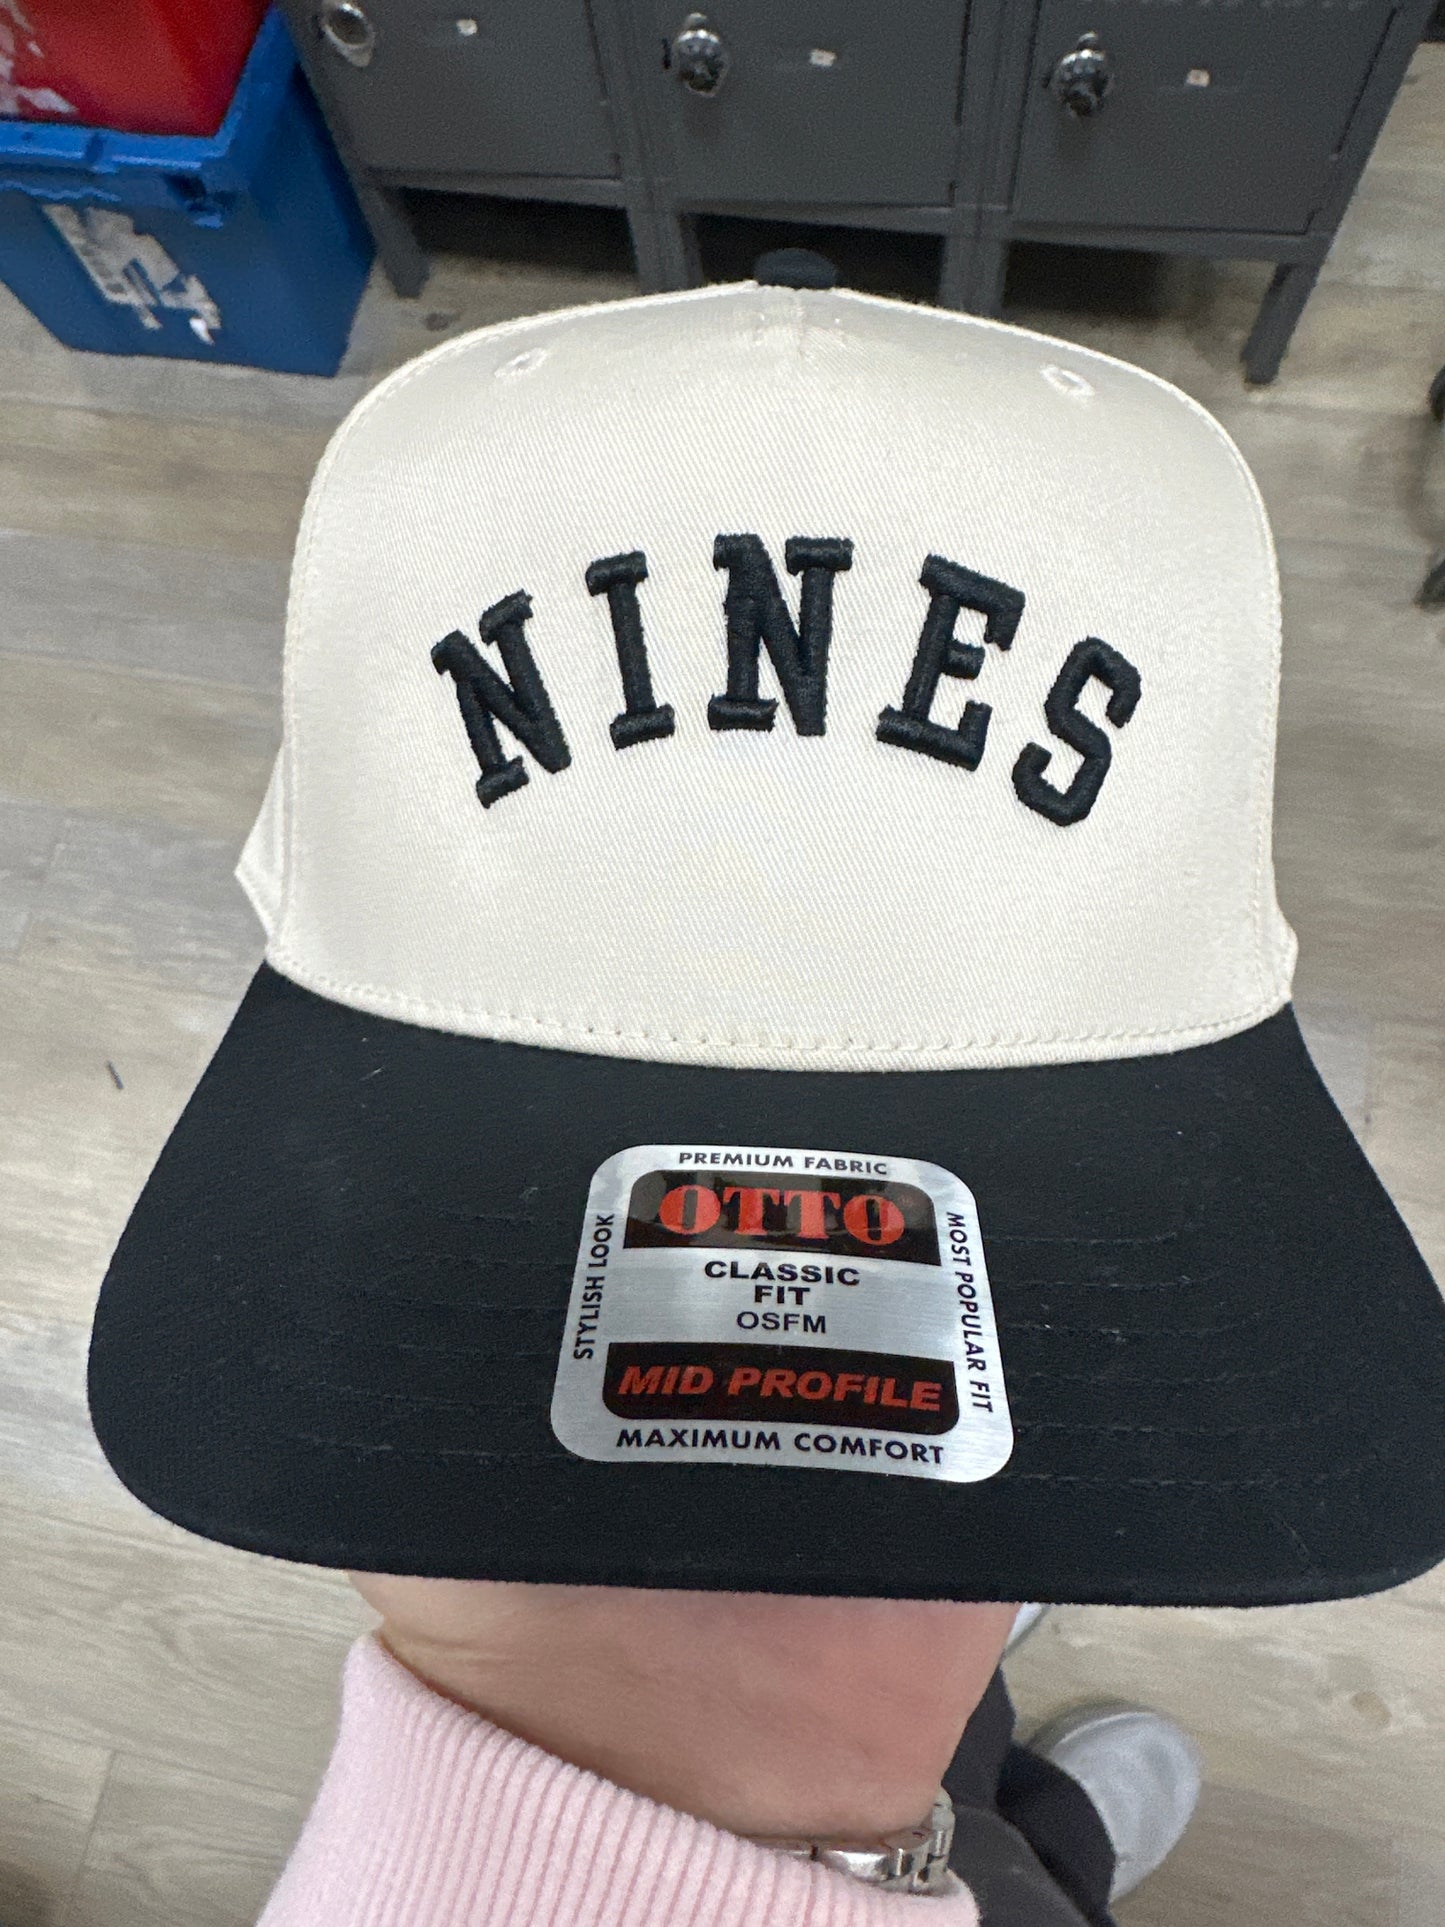 NINES
PREMIUM FABRIC
OTTO
STYLISH LOOK
CLASSIC
FIT
OSFM
MOST POPULAR FIT
MID PROFILE
MAXIMUM COMFORT